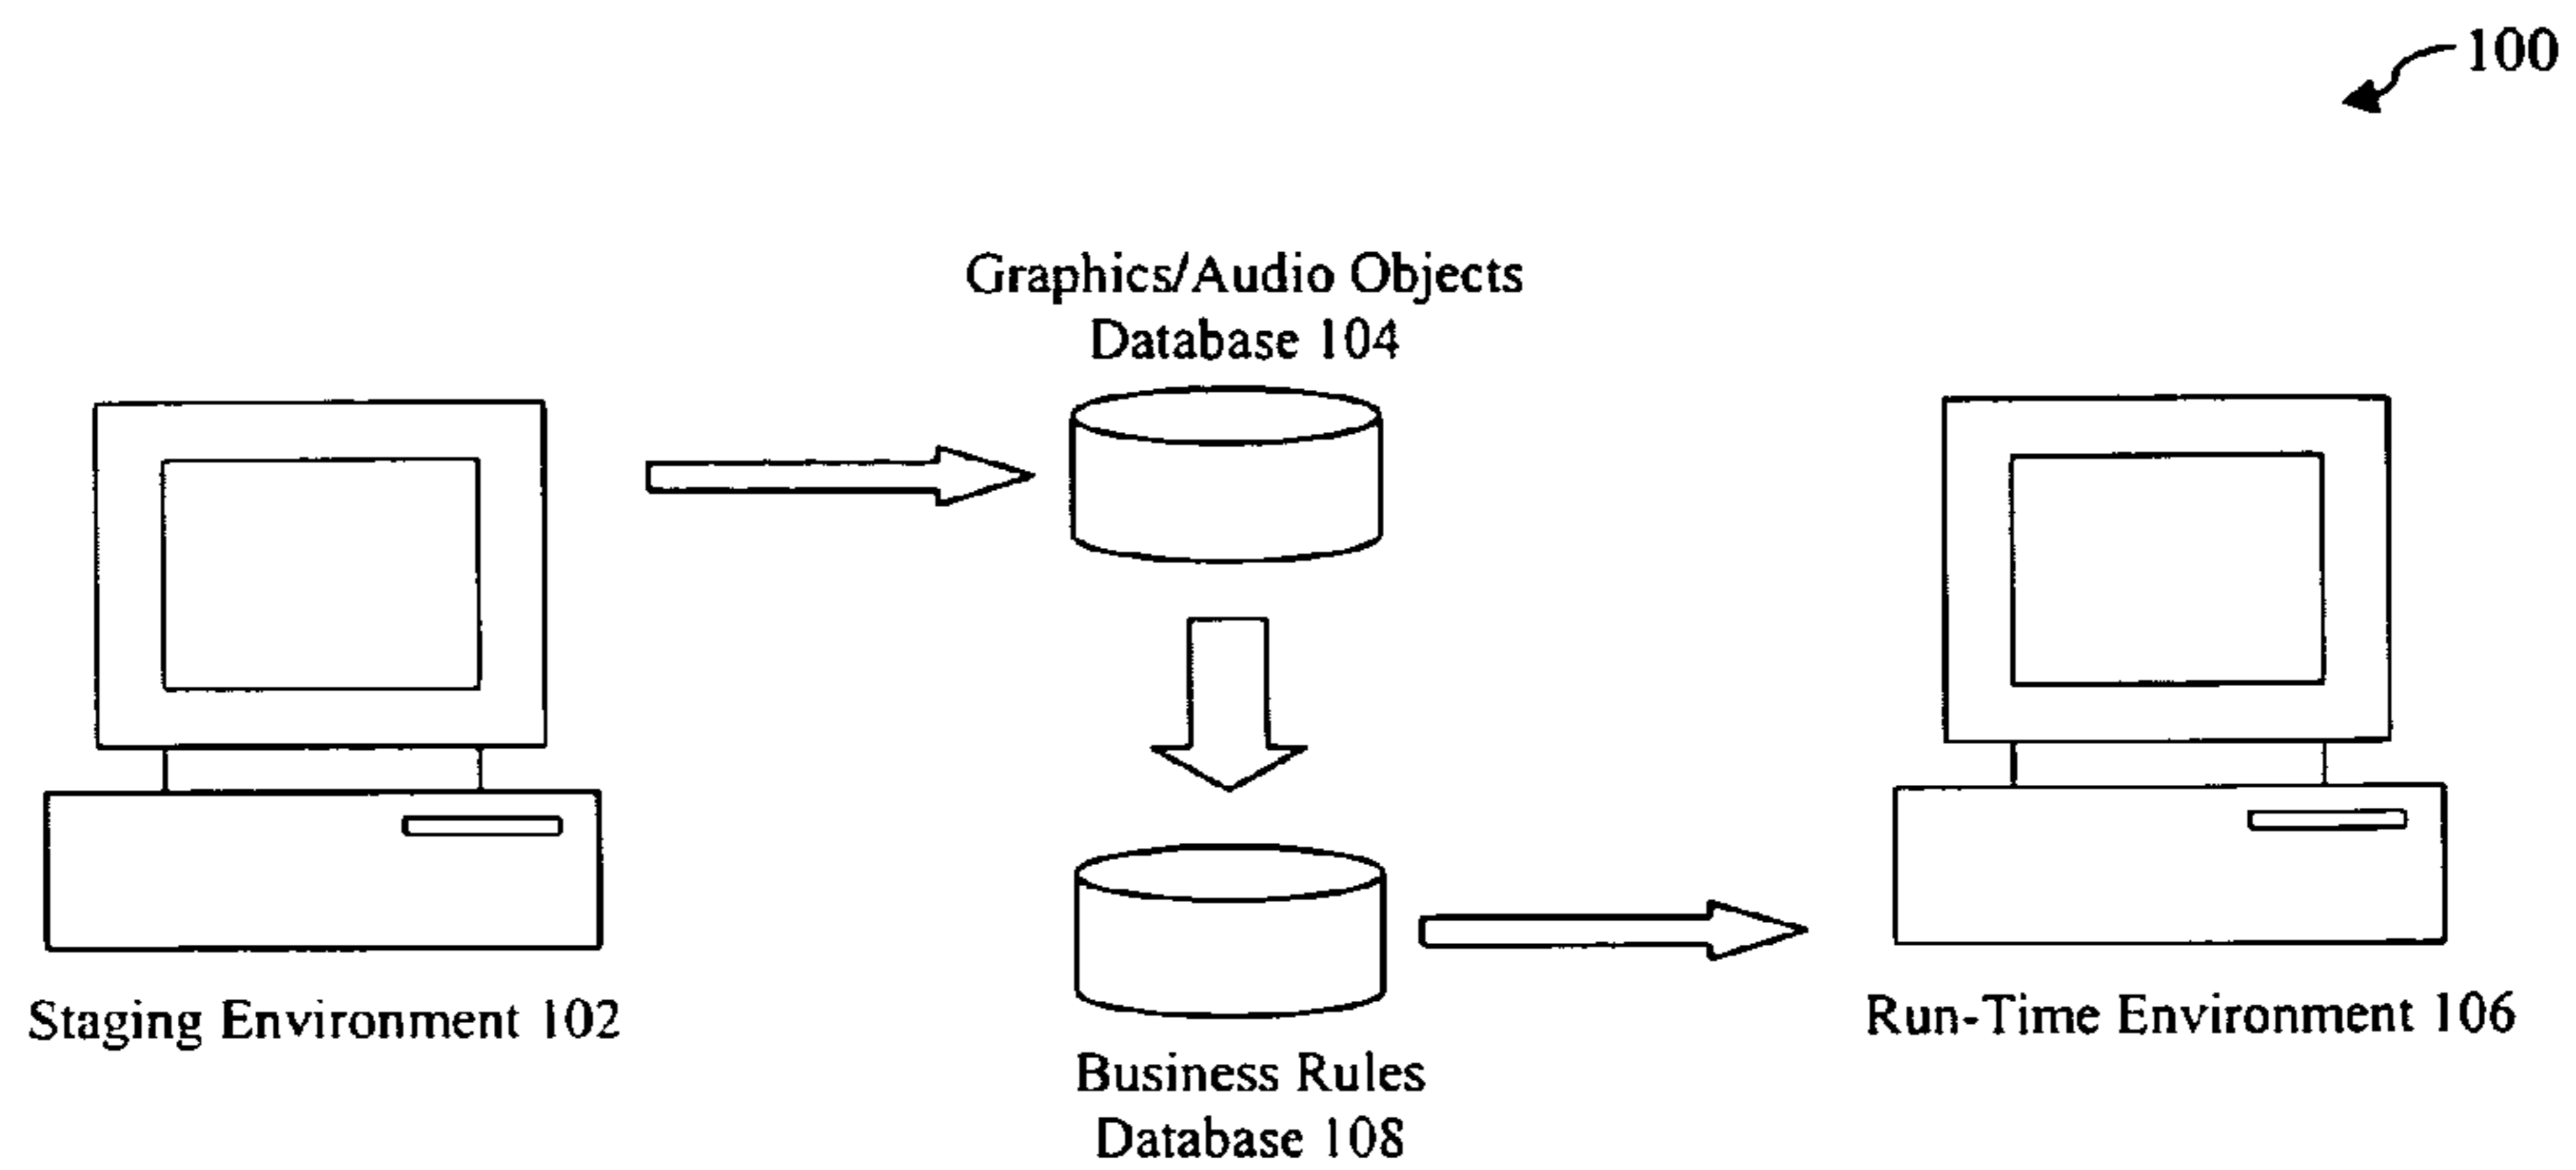 100
Graphics/Audio Objects
Database 104
Staging Environment 102
Run-Time Environment 106
Business Rules
Database 108